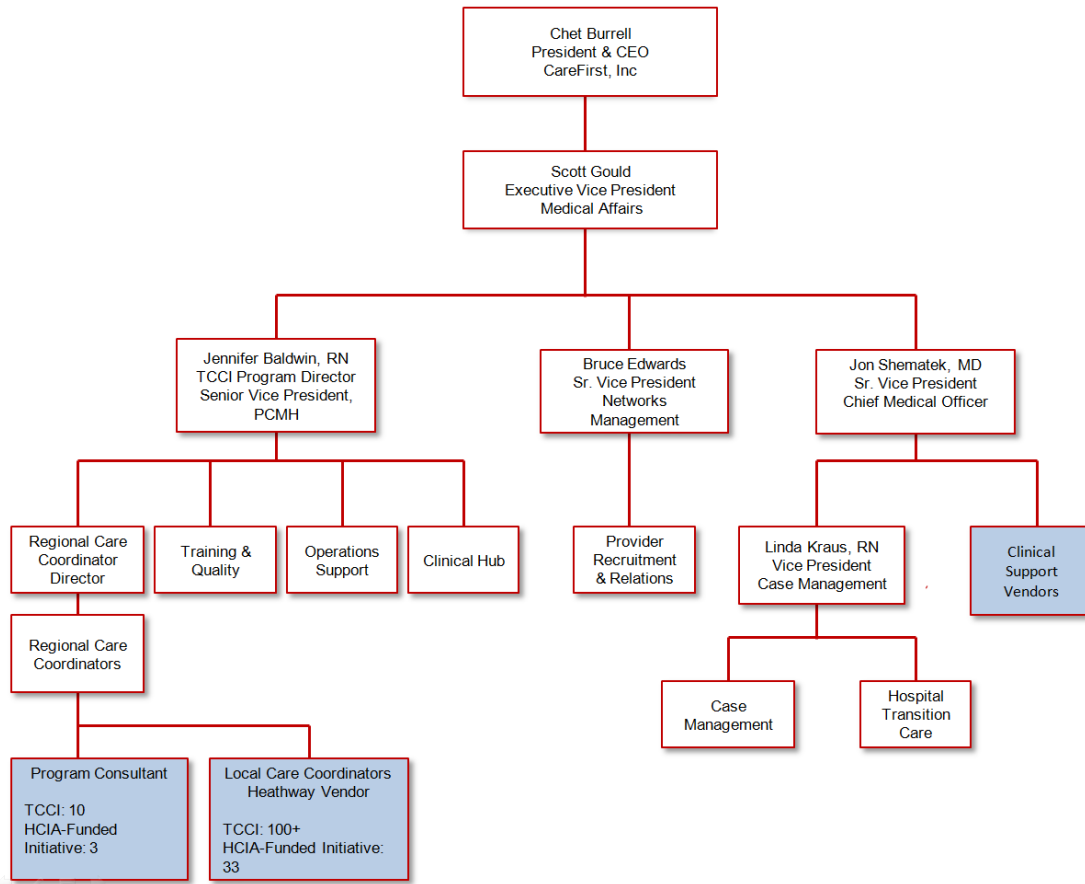 Chet Burrell
President & CEO
CareFirst, Inc
Scott Gould
Executive Vice President
Medical Affairs
Jennifer Baldwin, RN
TCCI Program Director
Senior Vice President,
PCMH
Bruce Edwards
Sr. Vice President
Networks
Management
Jon Shematek, MD
Sr. Vice President
Chief Medical Officer
Regional Care
Coordinator
Director
Training &
Quality
Operations
Support
Clinical Hub
Provider
Recruitment
& Relations
Linda Kraus, RN
Vice President
Case Management
Clinical
Support
Vendors
Regional Care
Coordinators
Case
Management
Hospital
Transition
Care
Program Consultant
TCCI: 10
HCIA-Funded
Initiative: 3
Local Care Coordinators
Heathway Vendor
TCCI: 100+
HCIA-Funded Initiative:
33